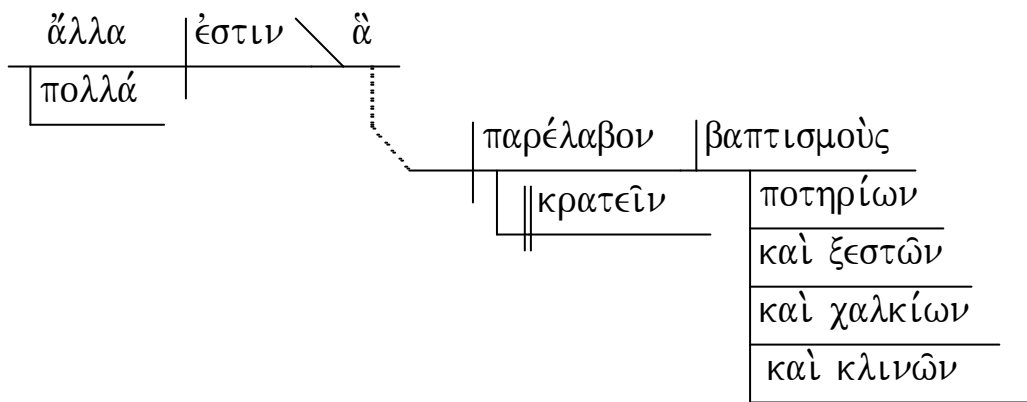 ἄλλα ἐστιν ἃ
πολλά
παρέλαβον βαπτισμοὺς
κρατεῖν ποτηρίων
καὶ ξεστῶν
καὶ χαλκίων
καὶ κλινῶν